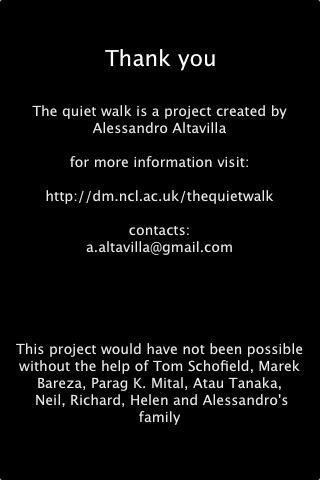 Thank you
The quiet walk is a project created by
Alessandro Altavilla
for more information visit:
http://dm.ncl.ac.uk/thequietwalk
contacts:
a.altavilla@gmail.com
This project would have not been possible
without the help of Tom Schofield, Marek
Bareza, Parag K. Mital, Atau Tanaka,
Neil, Richard, Helen and Alessandro's
family